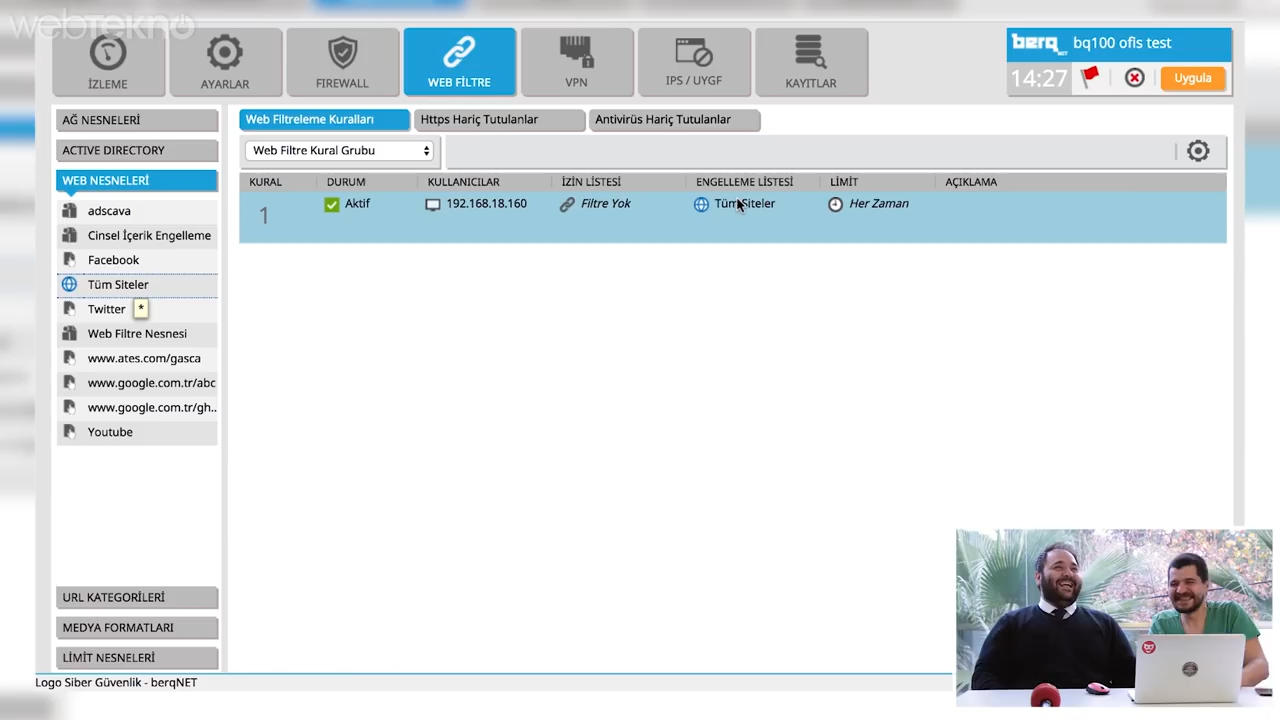 webtekno
İZLEME
AYARLAR
FIREWALL
WEB FİLTRE
VPN
IPS / UYGF
KAYITLAR
berq NET
bq100 ofis test
14:27
Uygula
AĞ NESNELERİ
ACTIVE DIRECTORY
WEB NESNELERİ
adscava
Cinsel İçerik Engelleme
Facebook
Tüm Siteler
Twitter *
Web Filtre Nesnesi
www.ates.com/gasca
www.google.com.tr/abc
www.google.com.tr/gh..
Youtube
URL KATEGORİLERİ
MEDYA FORMATLARI
LİMİT NESNELERİ
Web Filtreleme Kuralları
Https Hariç Tutulanlar
Antivirüs Hariç Tutulanlar
Web Filtre Kural Grubu
KURAL DURUM KULLANICILAR İZİN LİSTESİ ENGELLEME LİSTESİ LİMİT AÇIKLAMA
1 Aktif 192.168.18.160 Filtre Yok Tüm Siteler Her Zaman
Logo Siber Güvenlik - berqNET